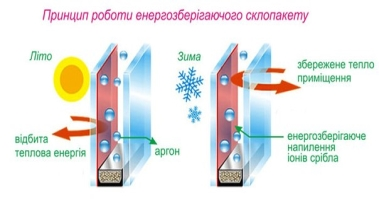 Принцип роботи енергозберігаючого склопакету
Літо
Зима
збережене тепло
приміщення
відбита
теплова енергія
аргон
енергозберігаюче
напилення
іонів срібла